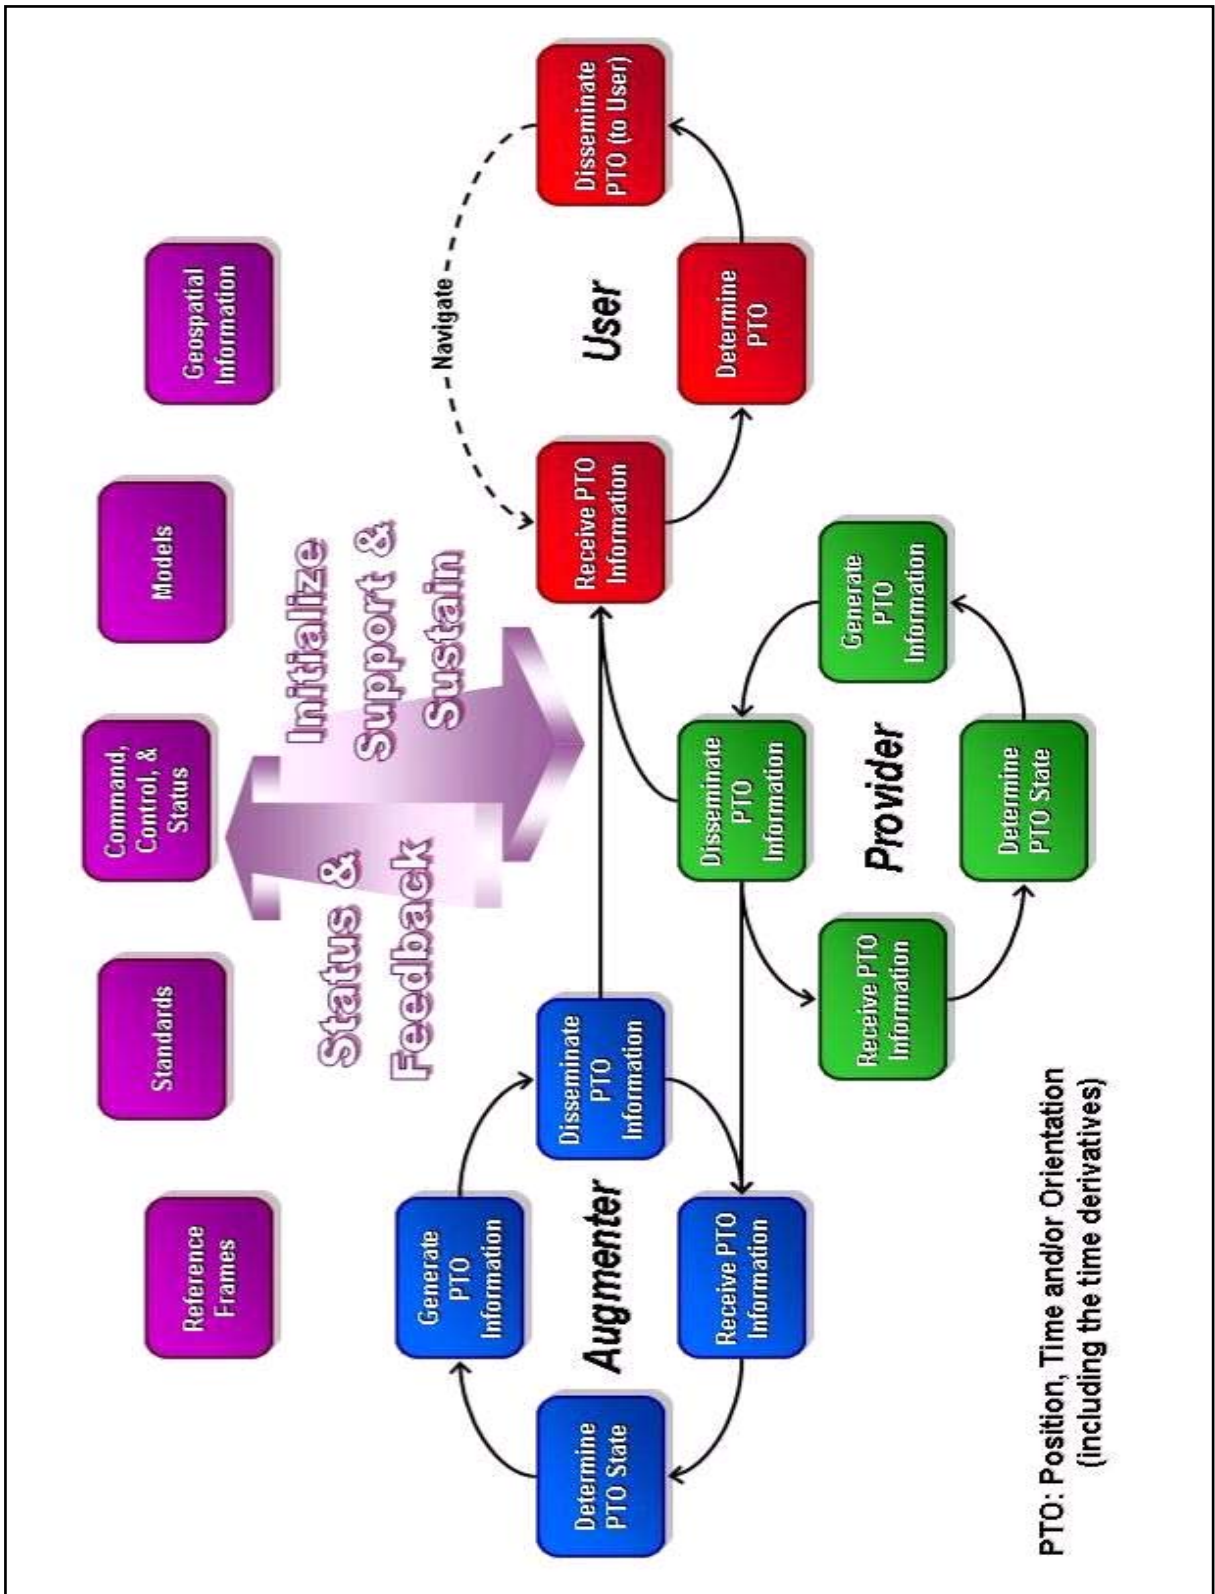 Reference
Frames
Standards
Command,
Control, &
Status
Models
Geospatial
Information
Status &
Feedback
Initialize
Support &
Sustain
Generate
PTO
Information
Determine
PTO State
Augmenter
Disseminate
PTO
Information
Receive PTO
Information
Navigate
Receive PTO
Information
User
Disseminate
PTO (to User)
Determine
PTO
Disseminate
PTO
Information
Receive PTO
Information
Provider
Generate
PTO
Information
Determine
PTO State
PTO: Position, Time and/or Orientation
(including the time derivatives)